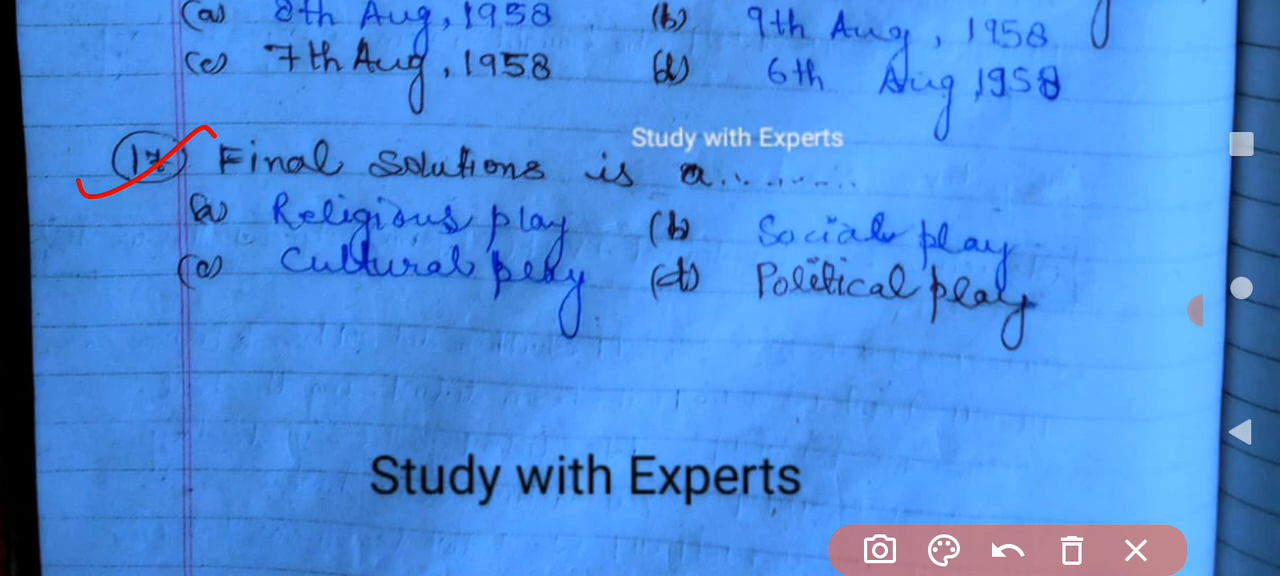 (a) 8th Aug, 1958 (b) 9th Aug, 1958
(c) 7th Aug, 1958 (d) 6th Aug 1958
Study with Experts
(17) Final solutions is a..........
(a) Religious play (b) Social play
(c) Cultural play (d) Political play
Study with Experts